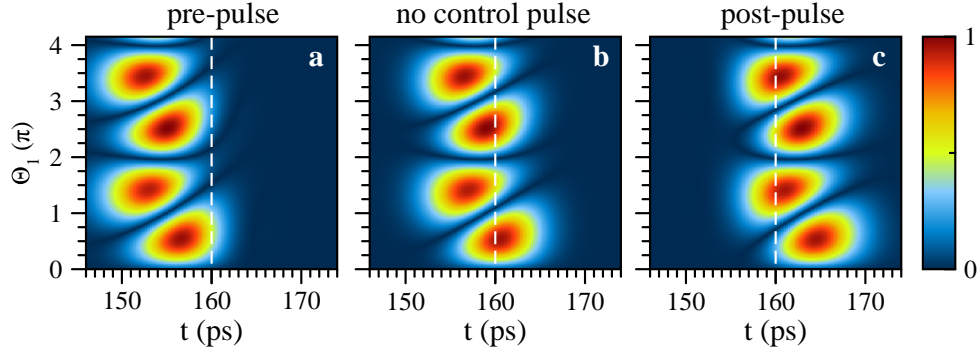 pre-pulse no control pulse post-pulse
a b c
Θ₁ (π)
4
3
2
1
0
150 160 170 150 160 170 150 160 170
t (ps) t (ps) t (ps)
1
0